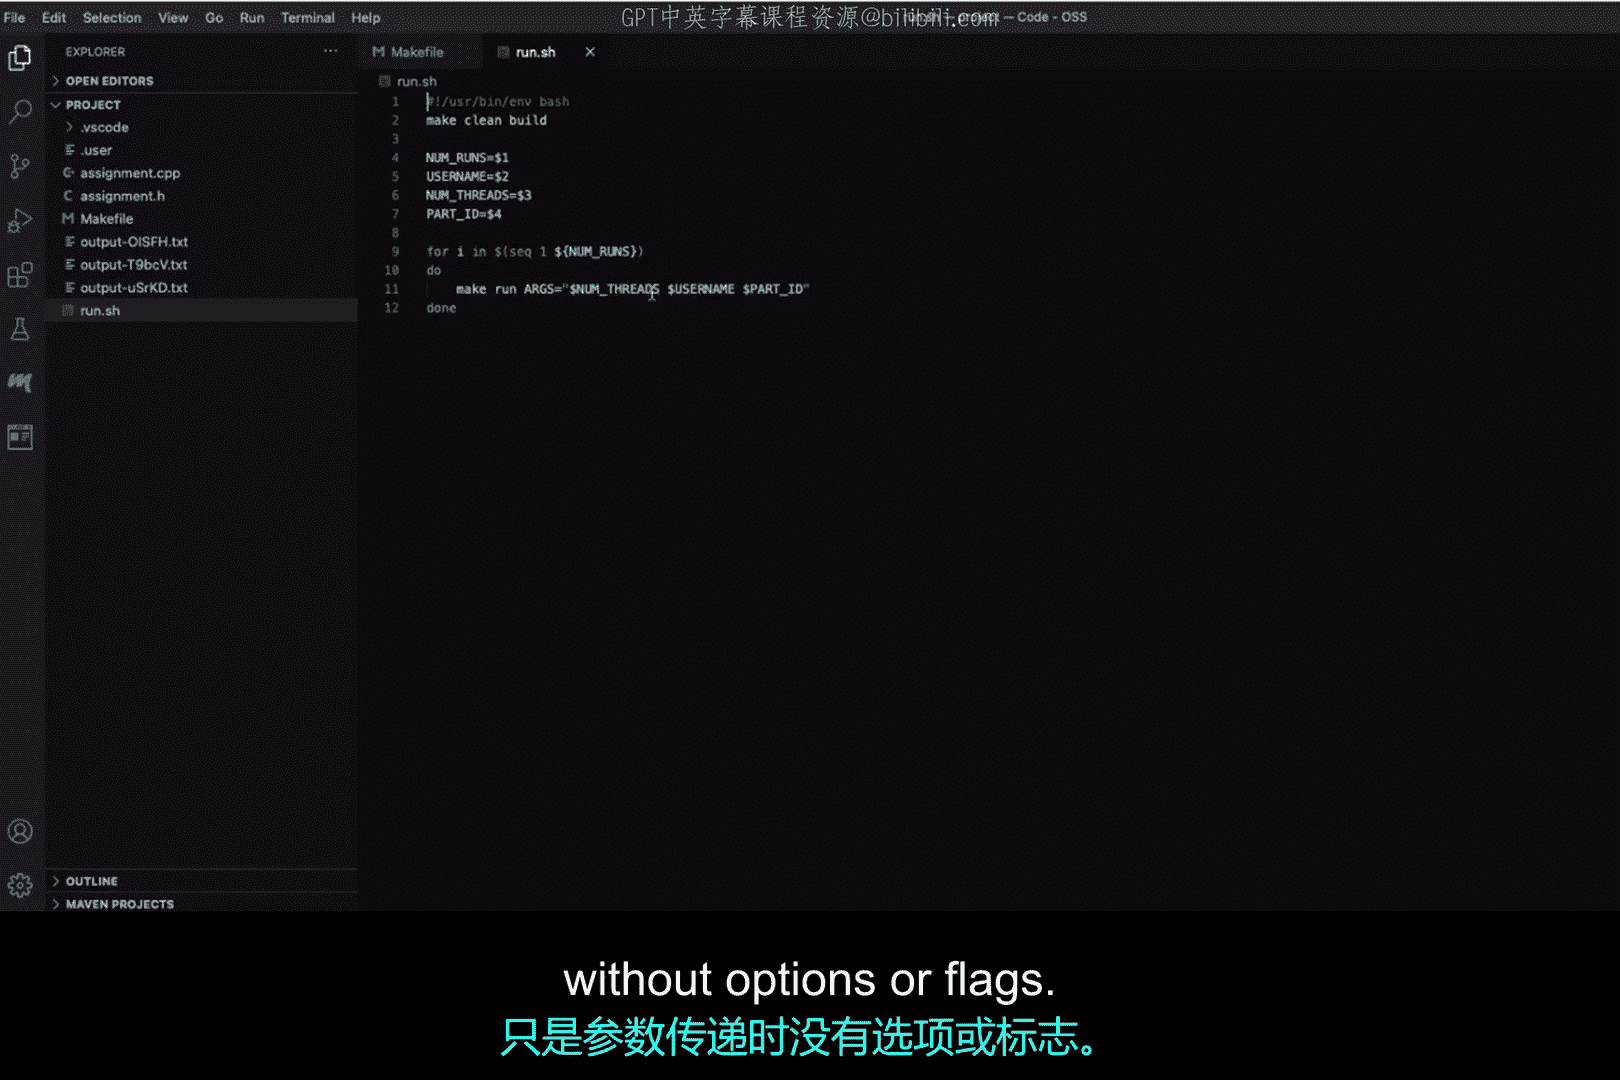 File Edit Selection View Go Run Terminal Help
GPT中英字幕课程资源@bilibili.com
— Code - OSS
EXPLORER ···
OPEN EDITORS
PROJECT
.vscode
.user
assignment.cpp
assignment.h
Makefile
output-OISFH.txt
output-T9bcV.txt
output-uSrKD.txt
run.sh
OUTLINE
MAVEN PROJECTS
Makefile run.sh
run.sh
1 #!/usr/bin/env bash
2 make clean build
3
4 NUM_RUNS=$1
5 USERNAME=$2
6 NUM_THREADS=$3
7 PART_ID=$4
8
9 for i in $(seq 1 ${NUM_RUNS})
10 do
11 make run ARGS="$NUM_THREADS $USERNAME $PART_ID"
12 done
without options or flags.
只是参数传递时没有选项或标志。